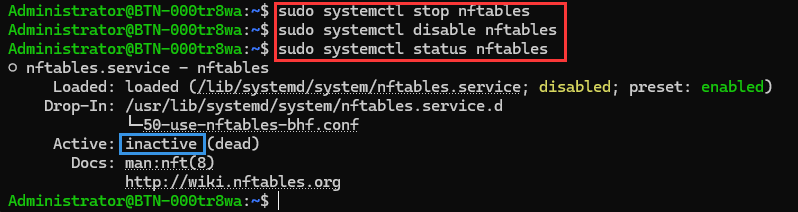 Administrator@BTN-000tr8wa:~$ sudo systemctl stop nftables
Administrator@BTN-000tr8wa:~$ sudo systemctl disable nftables
Administrator@BTN-000tr8wa:~$ sudo systemctl status nftables
○ nftables.service - nftables
Loaded: loaded (/lib/systemd/system/nftables.service; disabled; preset: enabled)
Drop-In: /usr/lib/systemd/system/nftables.service.d
└─50-use-nftables-bhf.conf
Active: inactive (dead)
Docs: man:nft(8)
http://wiki.nftables.org
Administrator@BTN-000tr8wa:~$